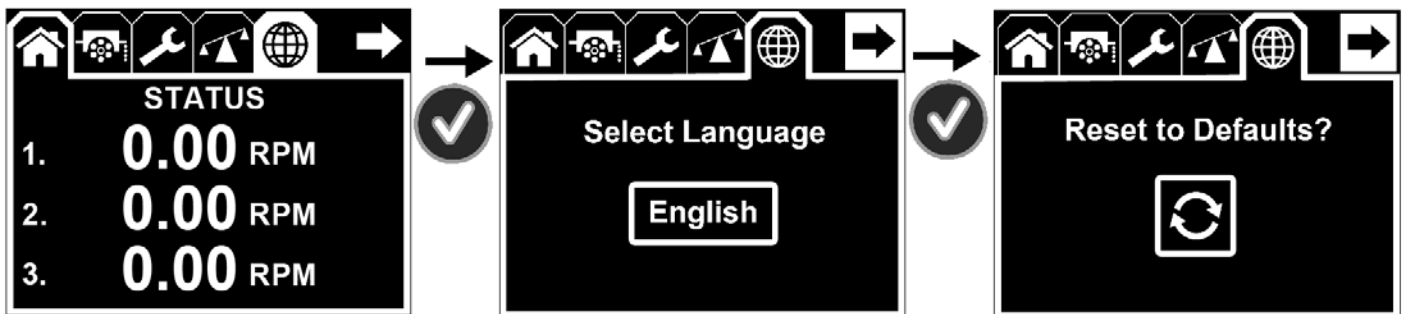 STATUS
1. 0.00 RPM
2. 0.00 RPM
3. 0.00 RPM
Select Language
English
Reset to Defaults?